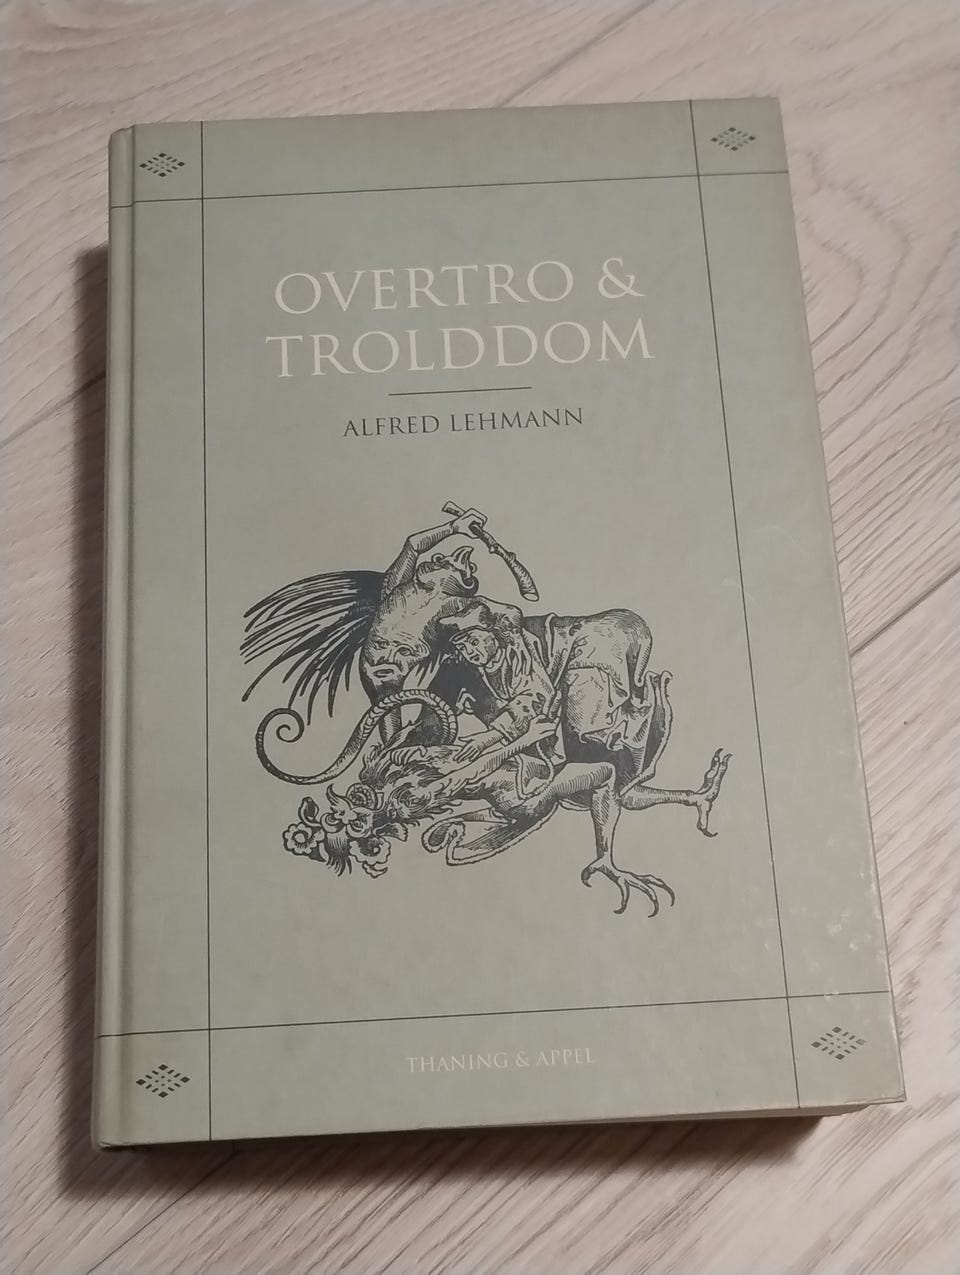 OVERTRO &
TROLDDOM
ALFRED LEHMANN
THANING & APPEL